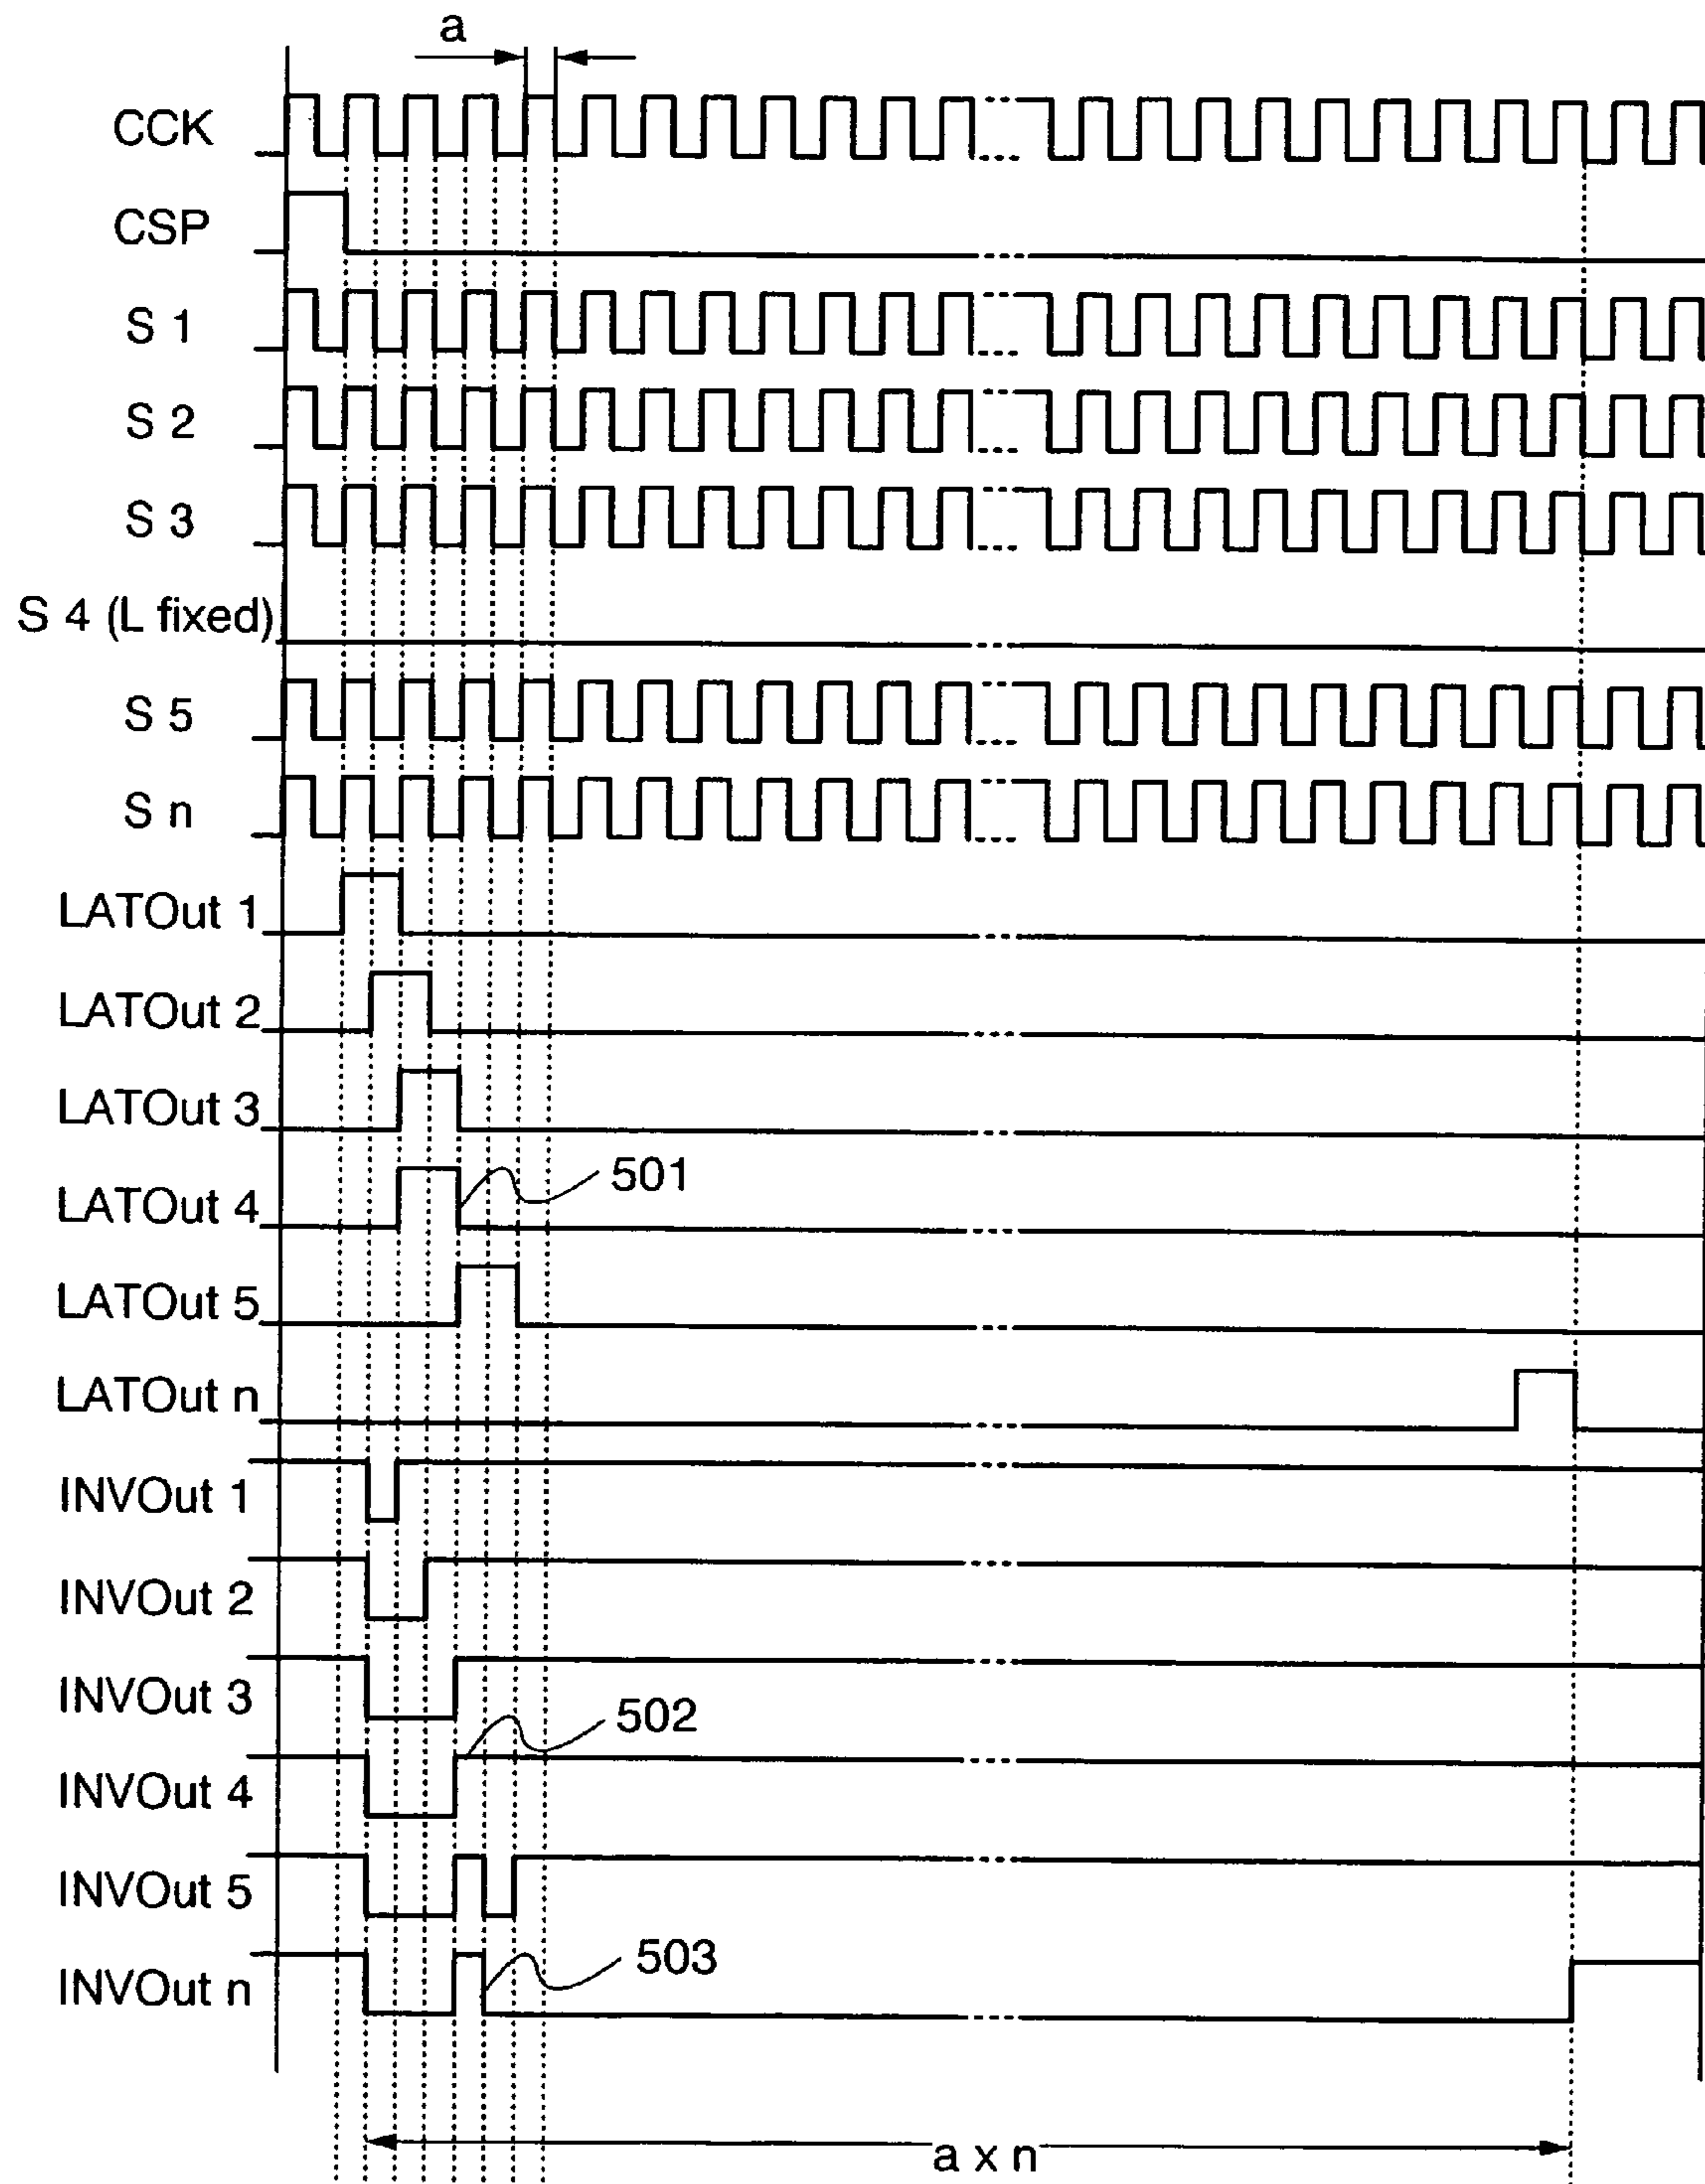 a
CCK
CSP
S 1
S 2
S 3
S 4 (L fixed)
S 5
S n
LATOut 1
LATOut 2
LATOut 3
LATOut 4
501
LATOut 5
LATOut n
INVOut 1
INVOut 2
INVOut 3
502
INVOut 4
INVOut 5
503
INVOut n
a x n